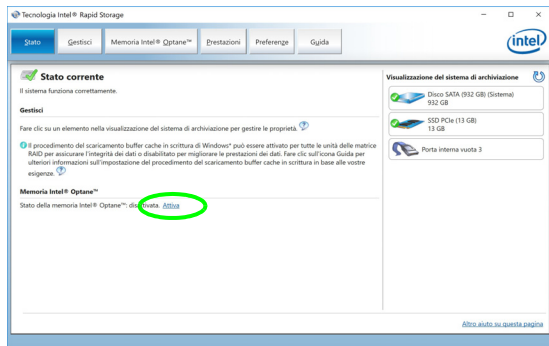 Tecnologia Intel® Rapid Storage
Stato
Gestisci
Memoria Intel® Optane™
Prestazioni
Preferenze
Guida
intel
Stato corrente
Il sistema funziona correttamente.
Gestisci
Fare clic su un elemento nella visualizzazione del sistema di archiviazione per gestire le proprietà.
Il procedimento del scaricamento buffer cache in scrittura di Windows* può essere attivato per tutte le unità delle matrice
RAID per assicurare l'integrità dei dati o disabilitato per migliorare le prestazioni dei dati. Fare clic sull'icona Guida per
ulteriori informazioni sull'impostazione del procedimento del scaricamento buffer cache in scrittura in base alle vostre
esigenze.
Memoria Intel® Optane™
Stato della memoria Intel® Optane™: disattivata. Attiva
Visualizzazione del sistema di archiviazione
Disco SATA (932 GB) (Sistema)
932 GB
SSD PCIe (13 GB)
13 GB
Porta interna vuota 3
Altro aiuto su questa pagina